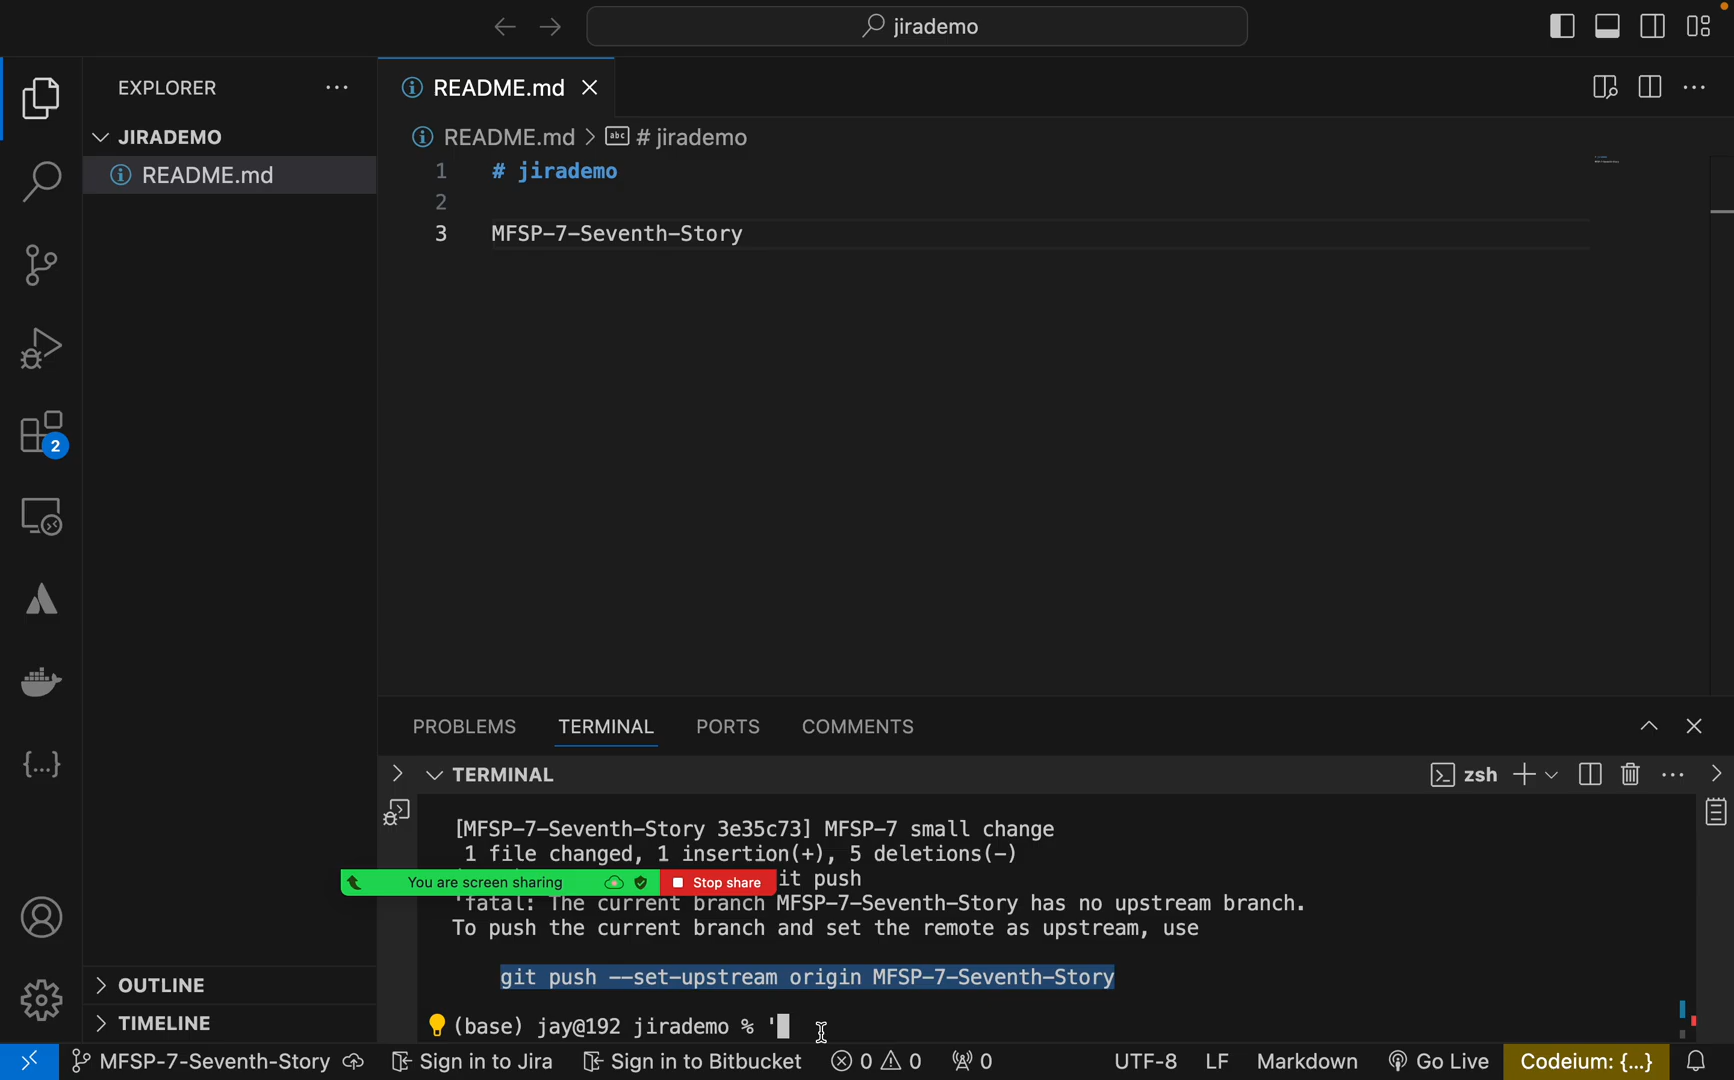 jirademo
EXPLORER
README.md
JIRADEMO
README.md > # jirademo
README.md
1 # jirademo
2
3 MFSP-7-Seventh-Story
2
PROBLEMS TERMINAL PORTS COMMENTS
TERMINAL
zsh
[MFSP-7-Seventh-Story 3e35c73] MFSP-7 small change
1 file changed, 1 insertion(+), 5 deletions(-)
You are screen sharing Stop share it push
'fatal: The current branch MFSP-7-Seventh-Story has no upstream branch.
To push the current branch and set the remote as upstream, use
git push --set-upstream origin MFSP-7-Seventh-Story
OUTLINE
TIMELINE
(base) jay@192 jirademo % '
MFSP-7-Seventh-Story Sign in to Jira Sign in to Bitbucket 0 0 0 UTF-8 LF Markdown Go Live Codeium: {...}